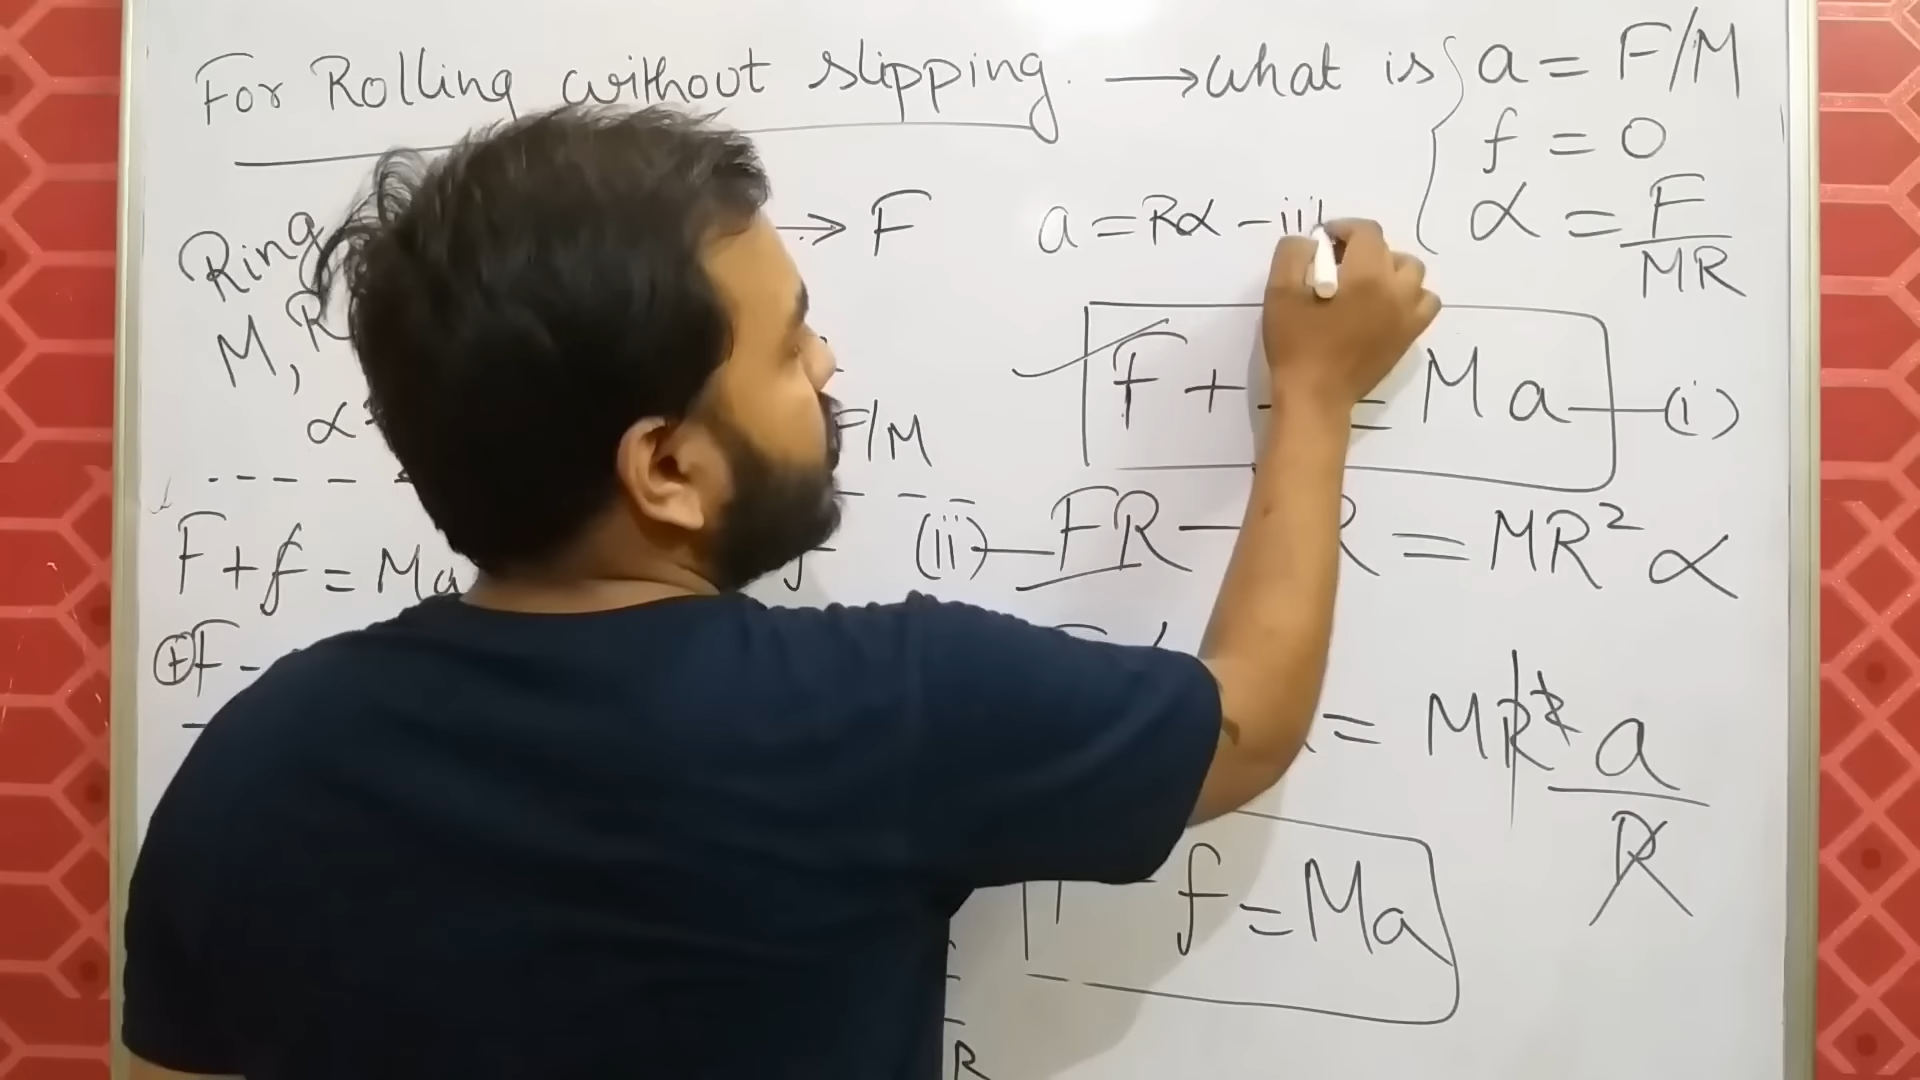 For Rolling without slipping. → what is { a = F/M
f = 0
α = F/MR
Ring → F
M, R
α F/M
F + f = Ma
⊕ F -
a = Rα - iii
F + = Ma — (i)
(ii) — FR - R = MR² α
= MR² a/R
- f = Ma
R